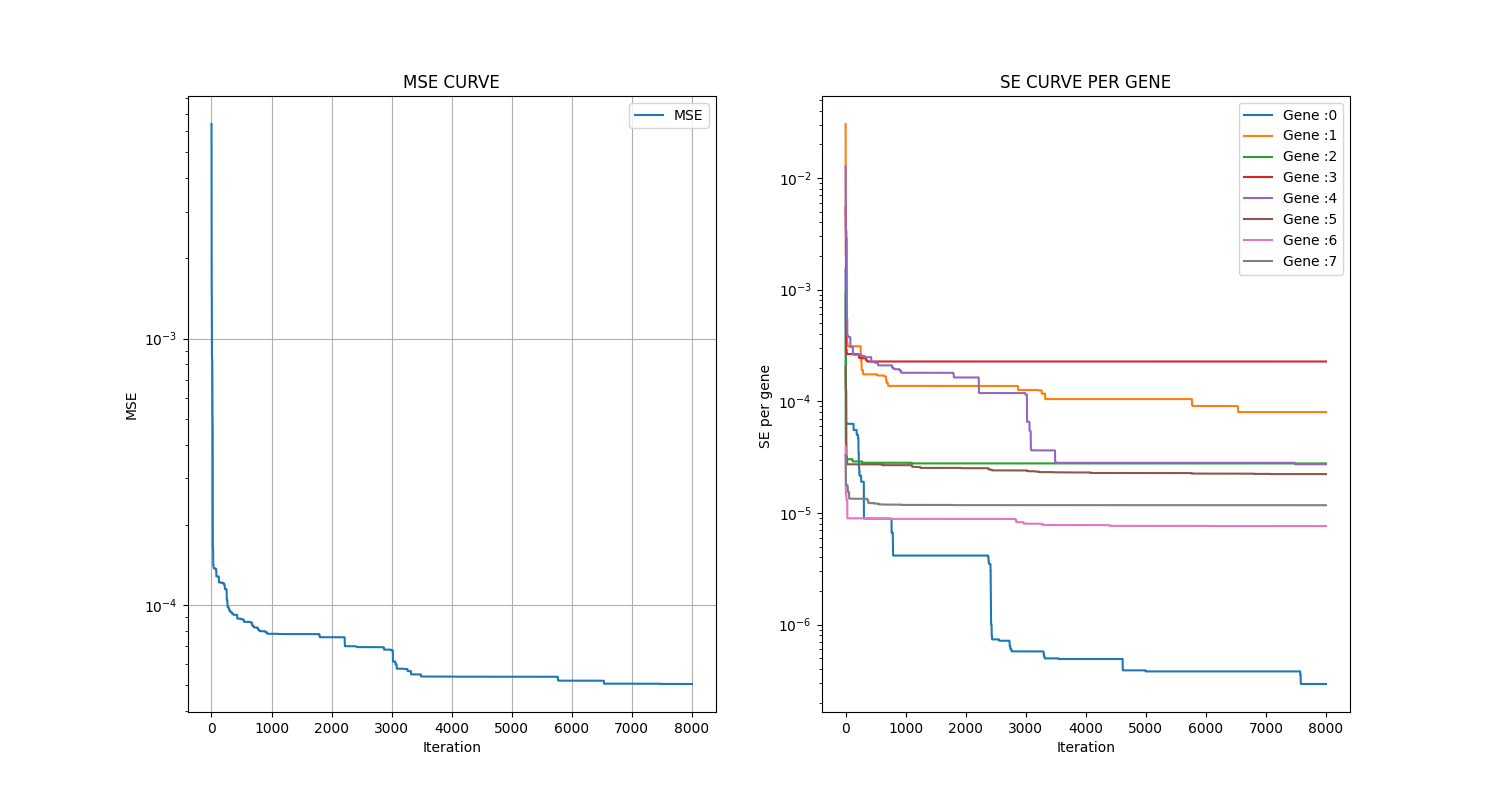 MSE CURVE
MSE
10⁻³
10⁻⁴
MSE
0 1000 2000 3000 4000 5000 6000 7000 8000
Iteration
SE CURVE PER GENE
Gene :0
Gene :1
Gene :2
Gene :3
Gene :4
Gene :5
Gene :6
Gene :7
10⁻²
10⁻³
10⁻⁴
10⁻⁵
10⁻⁶
SE per gene
0 1000 2000 3000 4000 5000 6000 7000 8000
Iteration